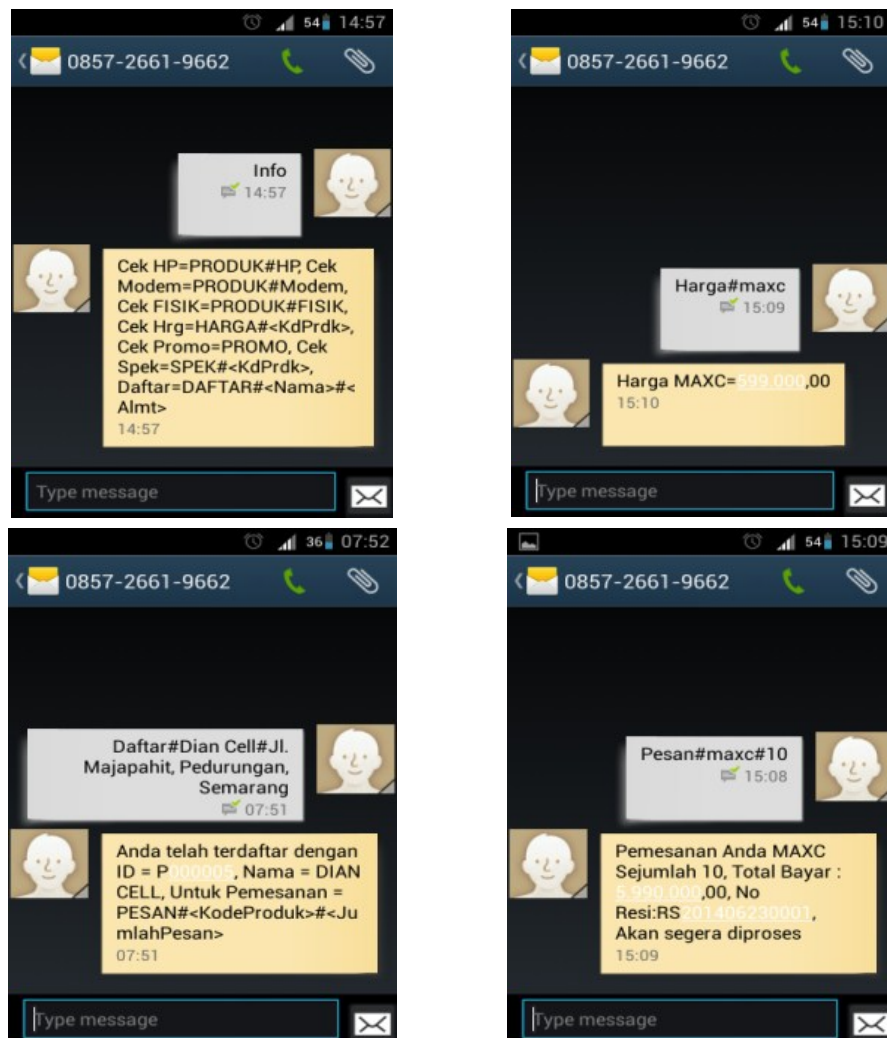 54 14:57
0857-2661-9662
Info
14:57
Cek HP=PRODUK#HP, Cek
Modem=PRODUK#Modem,
Cek FISIK=PRODUK#FISIK,
Cek Hrg=HARGA#<KdPrdk>,
Cek Promo=PROMO, Cek
Spek=SPEK#<KdPrdk>,
Daftar=DAFTAR#<Nama>#<
Almt>
14:57
Type message
54 15:10
0857-2661-9662
Harga#maxc
15:09
Harga MAXC=599.000,00
15:10
Type message
36 07:52
0857-2661-9662
Daftar#Dian Cell#Jl.
Majapahit, Pedurungan,
Semarang
07:51
Anda telah terdaftar dengan
ID = P000005, Nama = DIAN
CELL, Untuk Pemesanan =
PESAN#<KodeProduk>#<Ju
mlahPesan>
07:51
Type message
54 15:09
0857-2661-9662
Pesan#maxc#10
15:08
Pemesanan Anda MAXC
Sejumlah 10, Total Bayar :
5.990.000,00, No
Resi:RS201406230001,
Akan segera diproses
15:09
Type message